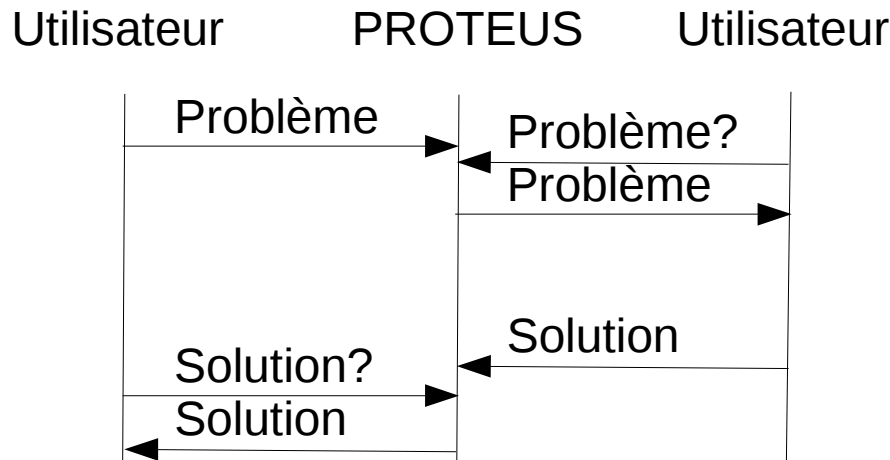 Utilisateur
PROTEUS
Utilisateur
Problème
Problème?
Problème
Solution
Solution?
Solution